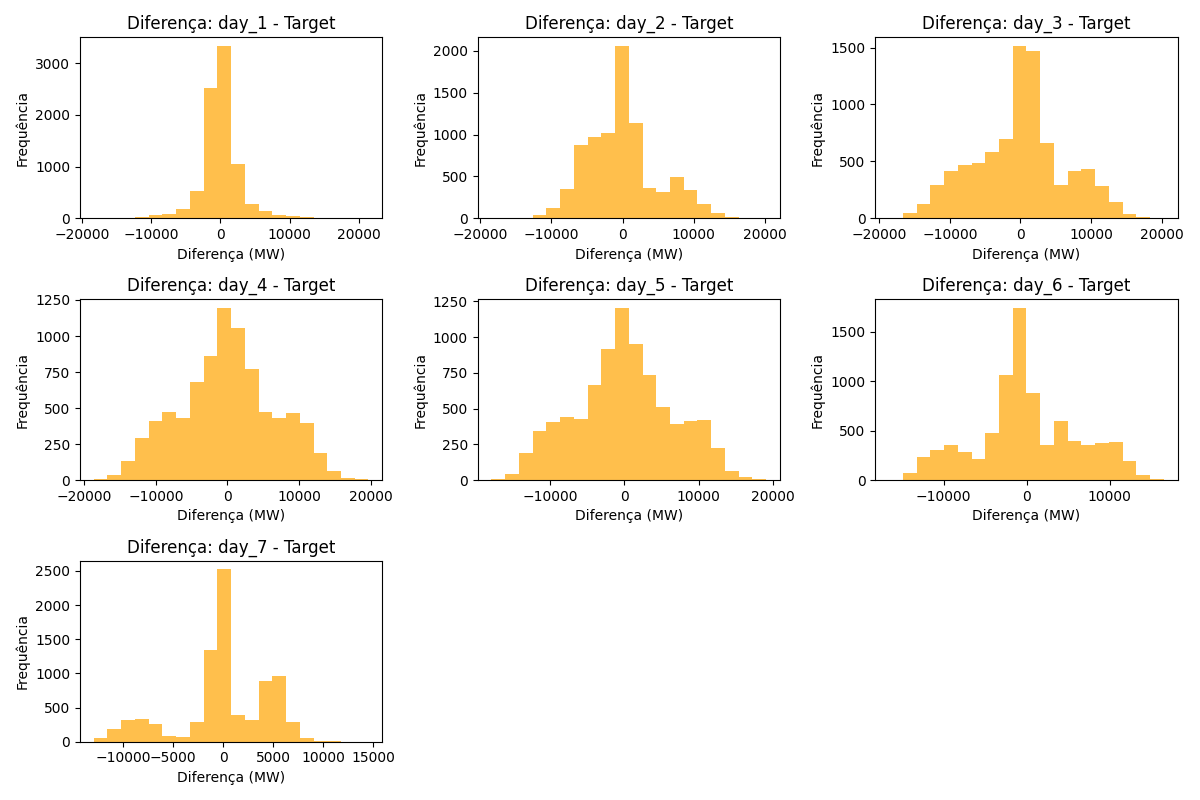 Diferença: day_1 - Target
Frequência
3000
2000
1000
0
−20000 −10000 0 10000 20000
Diferença (MW)
Diferença: day_2 - Target
Frequência
2000
1500
1000
500
0
−20000 −10000 0 10000 20000
Diferença (MW)
Diferença: day_3 - Target
Frequência
1500
1000
500
0
−20000 −10000 0 10000 20000
Diferença (MW)
Diferença: day_4 - Target
Frequência
1250
1000
750
500
250
0
−20000 −10000 0 10000 20000
Diferença (MW)
Diferença: day_5 - Target
Frequência
1250
1000
750
500
250
0
−10000 0 10000 20000
Diferença (MW)
Diferença: day_6 - Target
Frequência
1500
1000
500
0
−10000 0 10000
Diferença (MW)
Diferença: day_7 - Target
Frequência
2500
2000
1500
1000
500
0
−10000 −5000 0 5000 10000 15000
Diferença (MW)